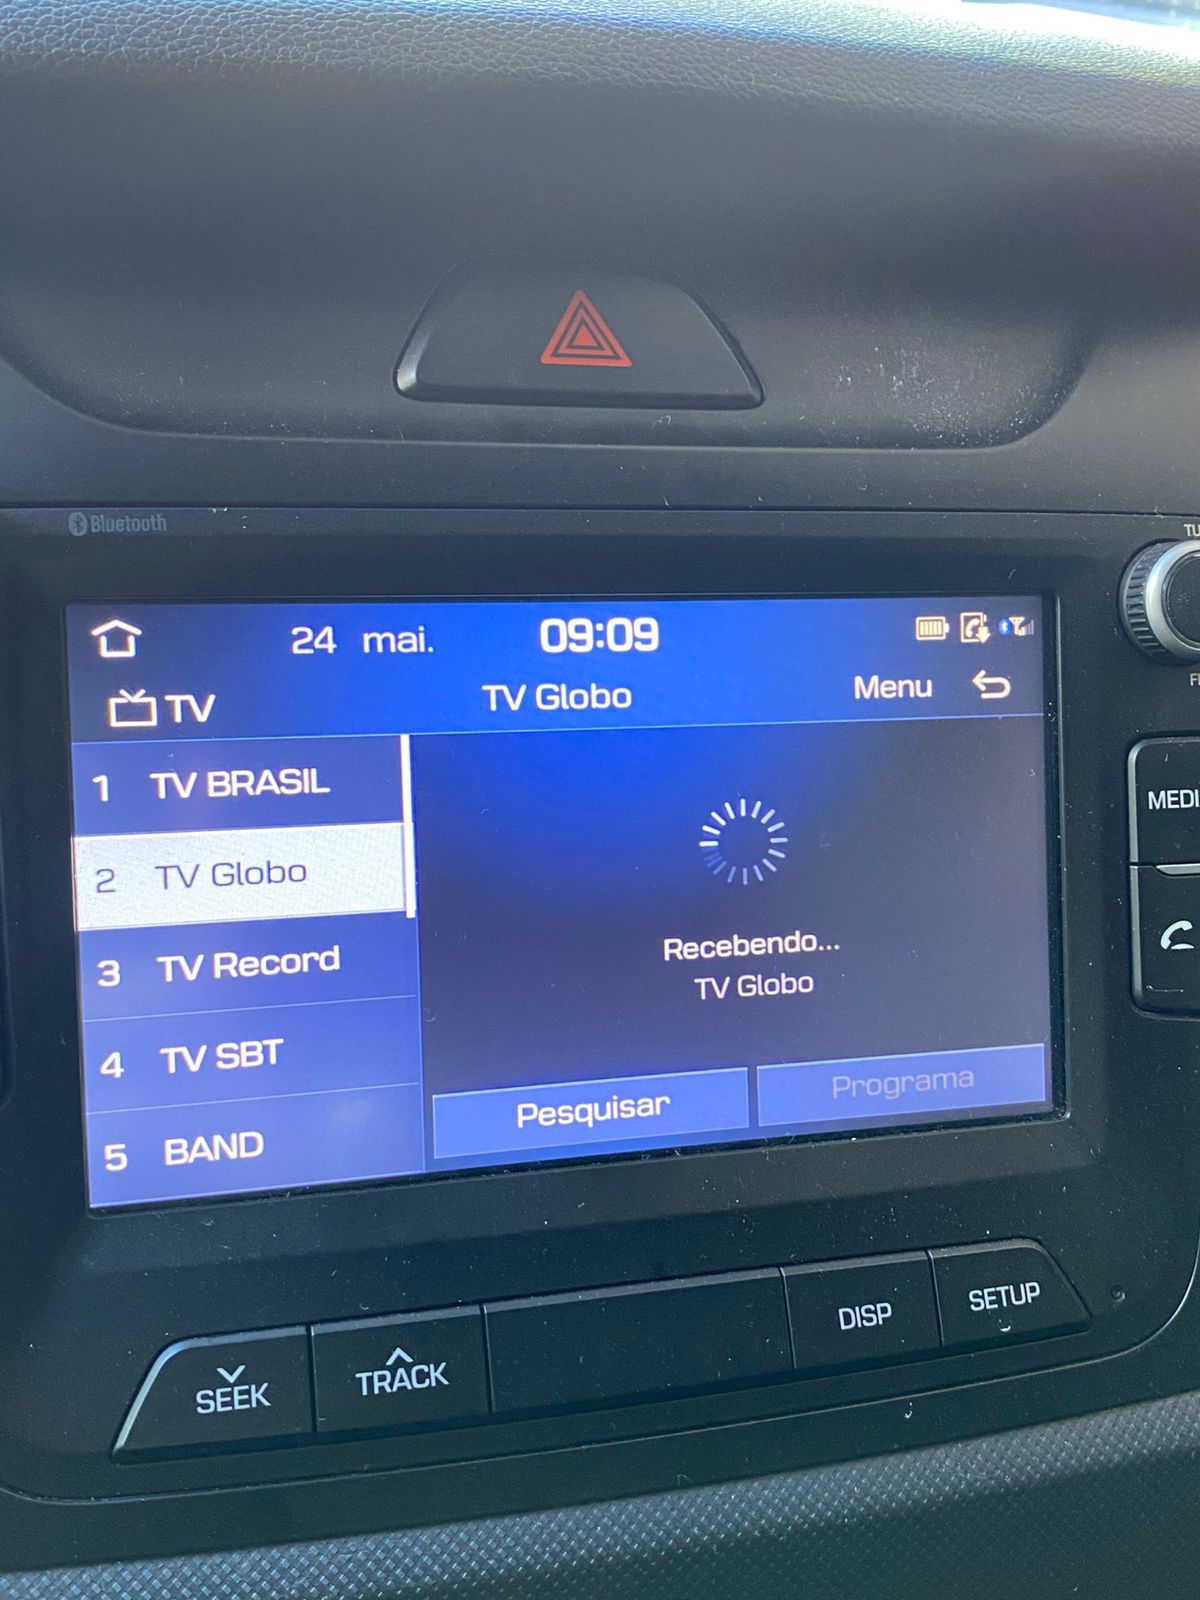 Bluetooth
TU
24 mai. 09:09
TV
TV Globo
Menu
1 TV BRASIL
2 TV Globo
3 TV Record
4 TV SBT
5 BAND
Recebendo...
TV Globo
Pesquisar
Programa
MEDI
SEEK
TRACK
DISP
SETUP